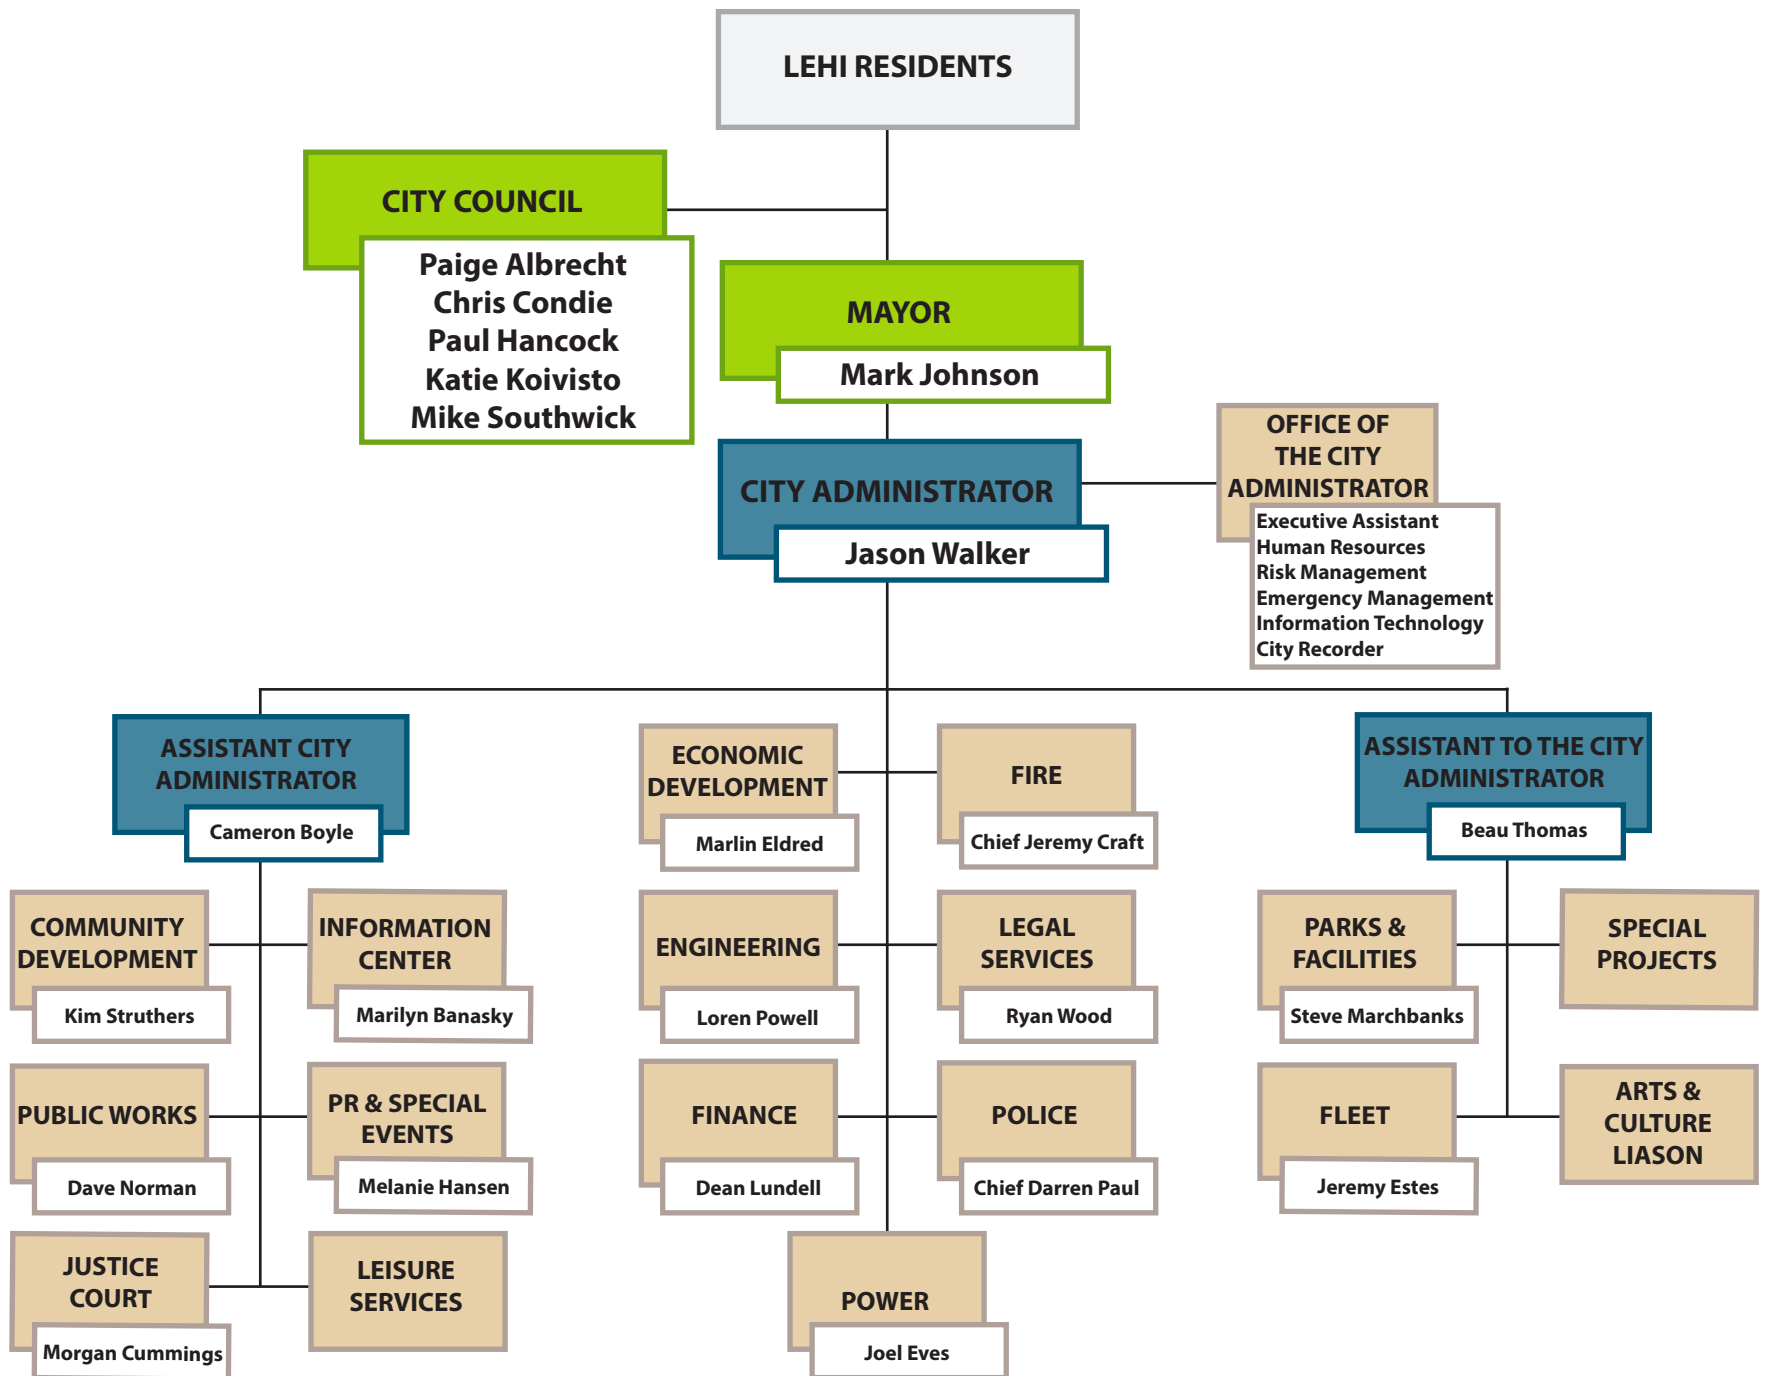 LEHI RESIDENTS
CITY COUNCIL
Paige Albrecht
Chris Condie
Paul Hancock
Katie Koivisto
Mike Southwick
MAYOR
Mark Johnson
CITY ADMINISTRATOR
Jason Walker
OFFICE OF
THE CITY
ADMINISTRATOR
Executive Assistant
Human Resources
Risk Management
Emergency Management
Information Technology
City Recorder
ASSISTANT CITY
ADMINISTRATOR
Cameron Boyle
COMMUNITY
DEVELOPMENT
Kim Struthers
INFORMATION
CENTER
Marilyn Banasky
PUBLIC WORKS
Dave Norman
PR & SPECIAL
EVENTS
Melanie Hansen
JUSTICE
COURT
Morgan Cummings
LEISURE
SERVICES
ECONOMIC
DEVELOPMENT
Marlin Eldred
FIRE
Chief Jeremy Craft
ENGINEERING
Loren Powell
LEGAL
SERVICES
Ryan Wood
FINANCE
Dean Lundell
POLICE
Chief Darren Paul
POWER
Joel Eves
ASSISTANT TO THE CITY
ADMINISTRATOR
Beau Thomas
PARKS &
FACILITIES
Steve Marchbanks
SPECIAL
PROJECTS
FLEET
Jeremy Estes
ARTS &
CULTURE
LIASON